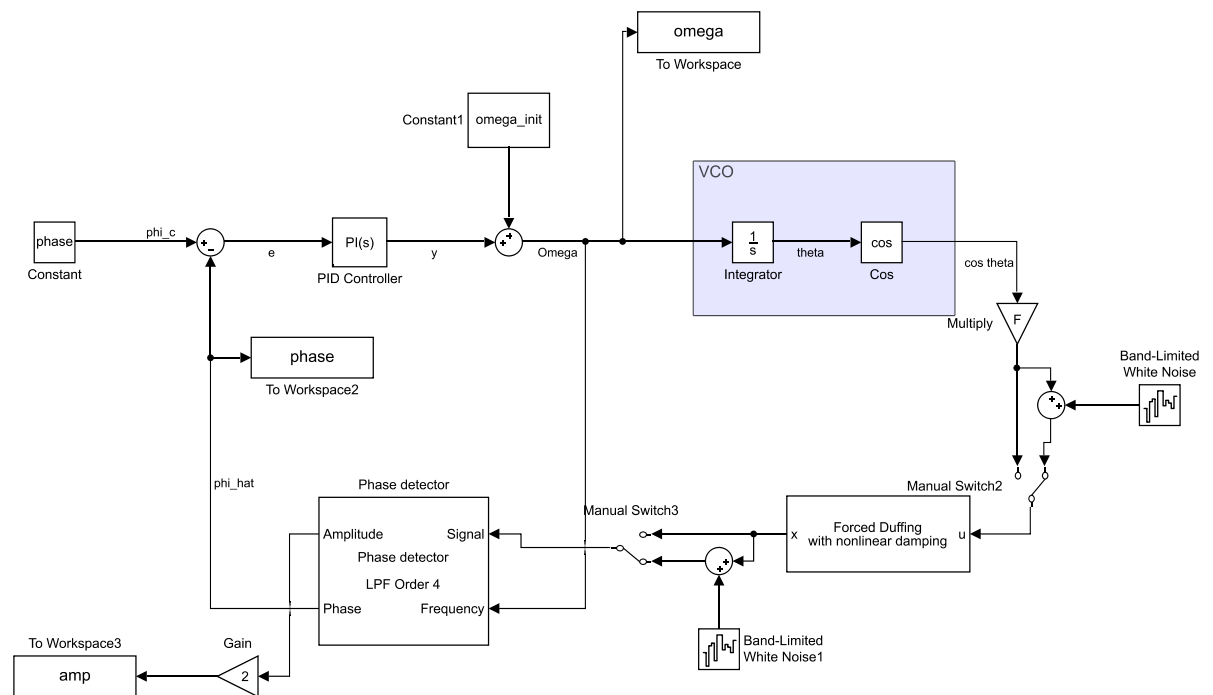 omega
To Workspace
Constant1
omega_init
VCO
phase
phi_c
+
-
PI(s)
+
+
1
s
cos
Constant
e
PID Controller
y
Omega
Integrator
theta
Cos
cos theta
Multiply
F
Band-Limited
White Noise
phase
To Workspace2
+
+
phi_hat
Phase detector
Manual Switch2
Manual Switch3
Amplitude
Signal
Phase detector
LPF Order 4
Phase
Frequency
x
Forced Duffing
with nonlinear damping
u
+
+
To Workspace3
Gain
Band-Limited
White Noise1
amp
2